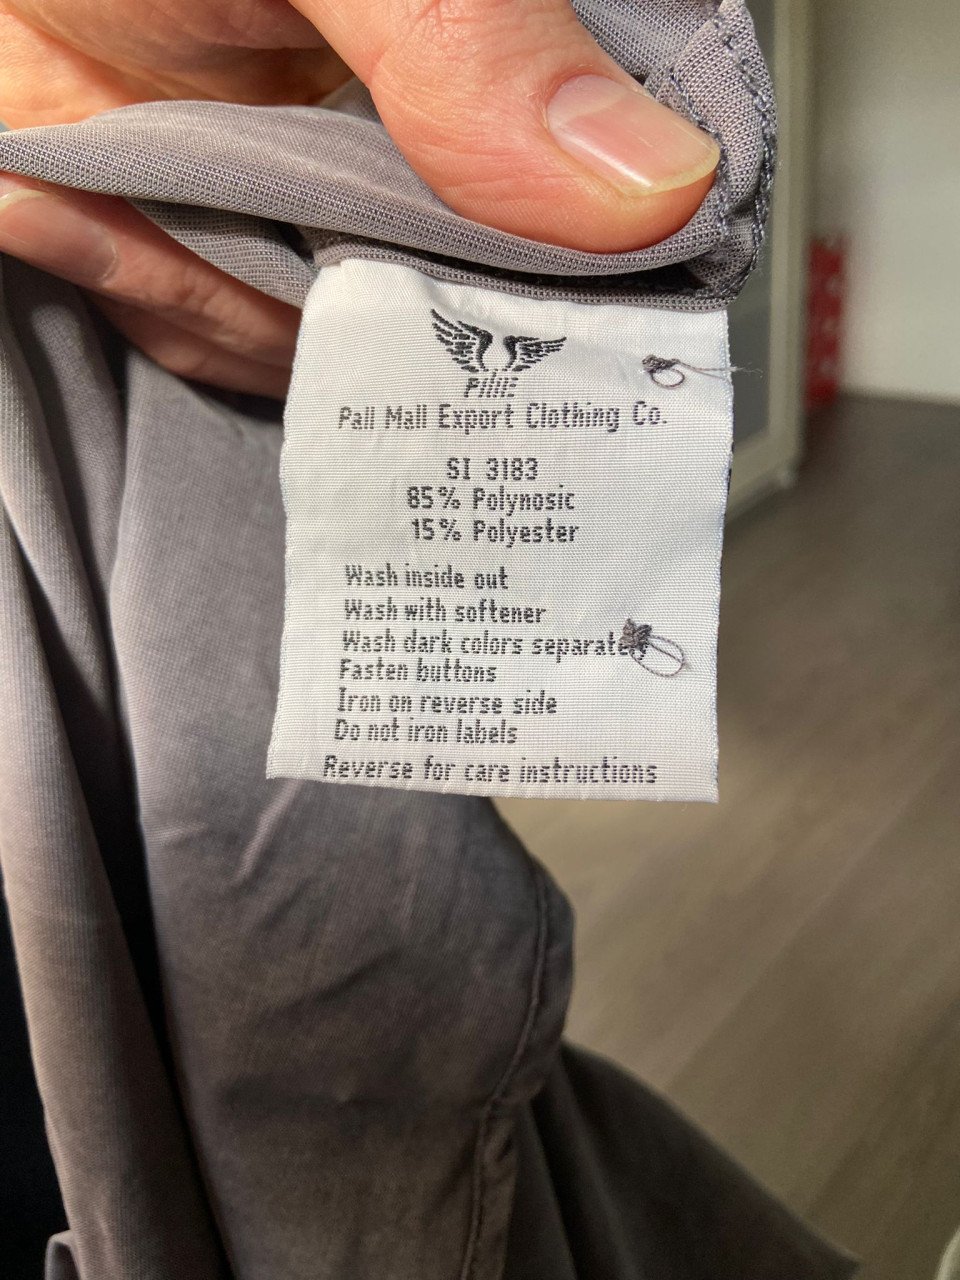 PME
Pall Mall Export Clothing Co.
SI 3183
85% Polynosic
15% Polyester
Wash inside out
Wash with softener
Wash dark colors separate
Fasten buttons
Iron on reverse side
Do not iron labels
Reverse for care instructions